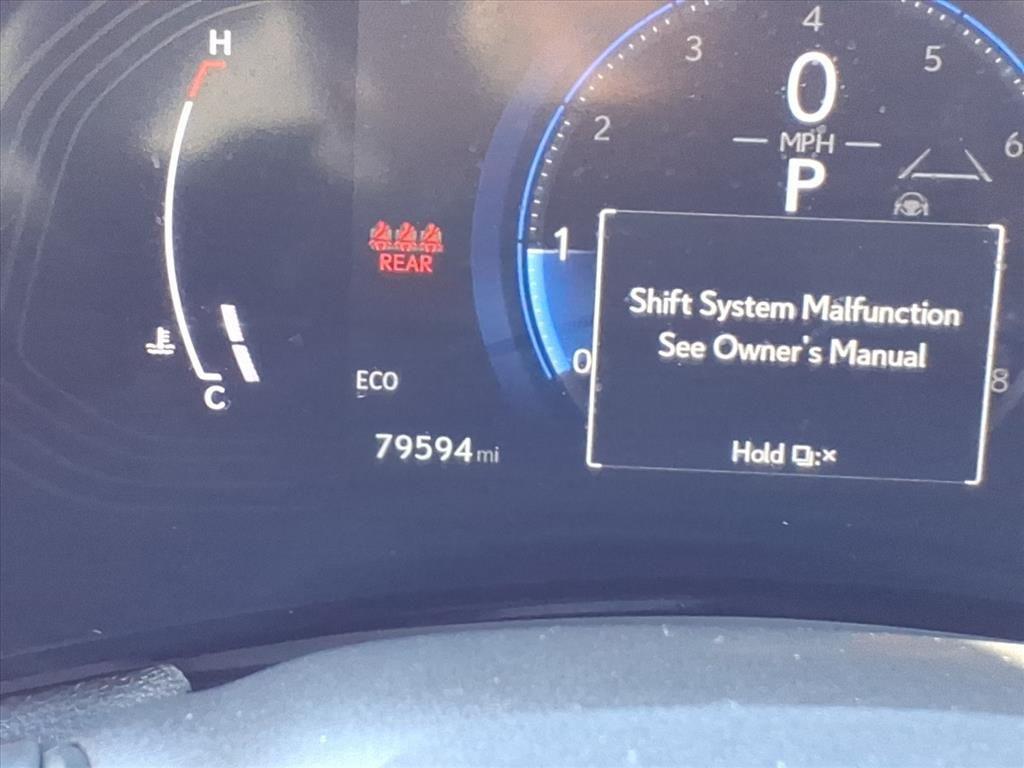 H
4
3
5
0
2
6
MPH
P
1
REAR
Shift System Malfunction
See Owner's Manual
0
8
C
ECO
79594 mi
Hold :×